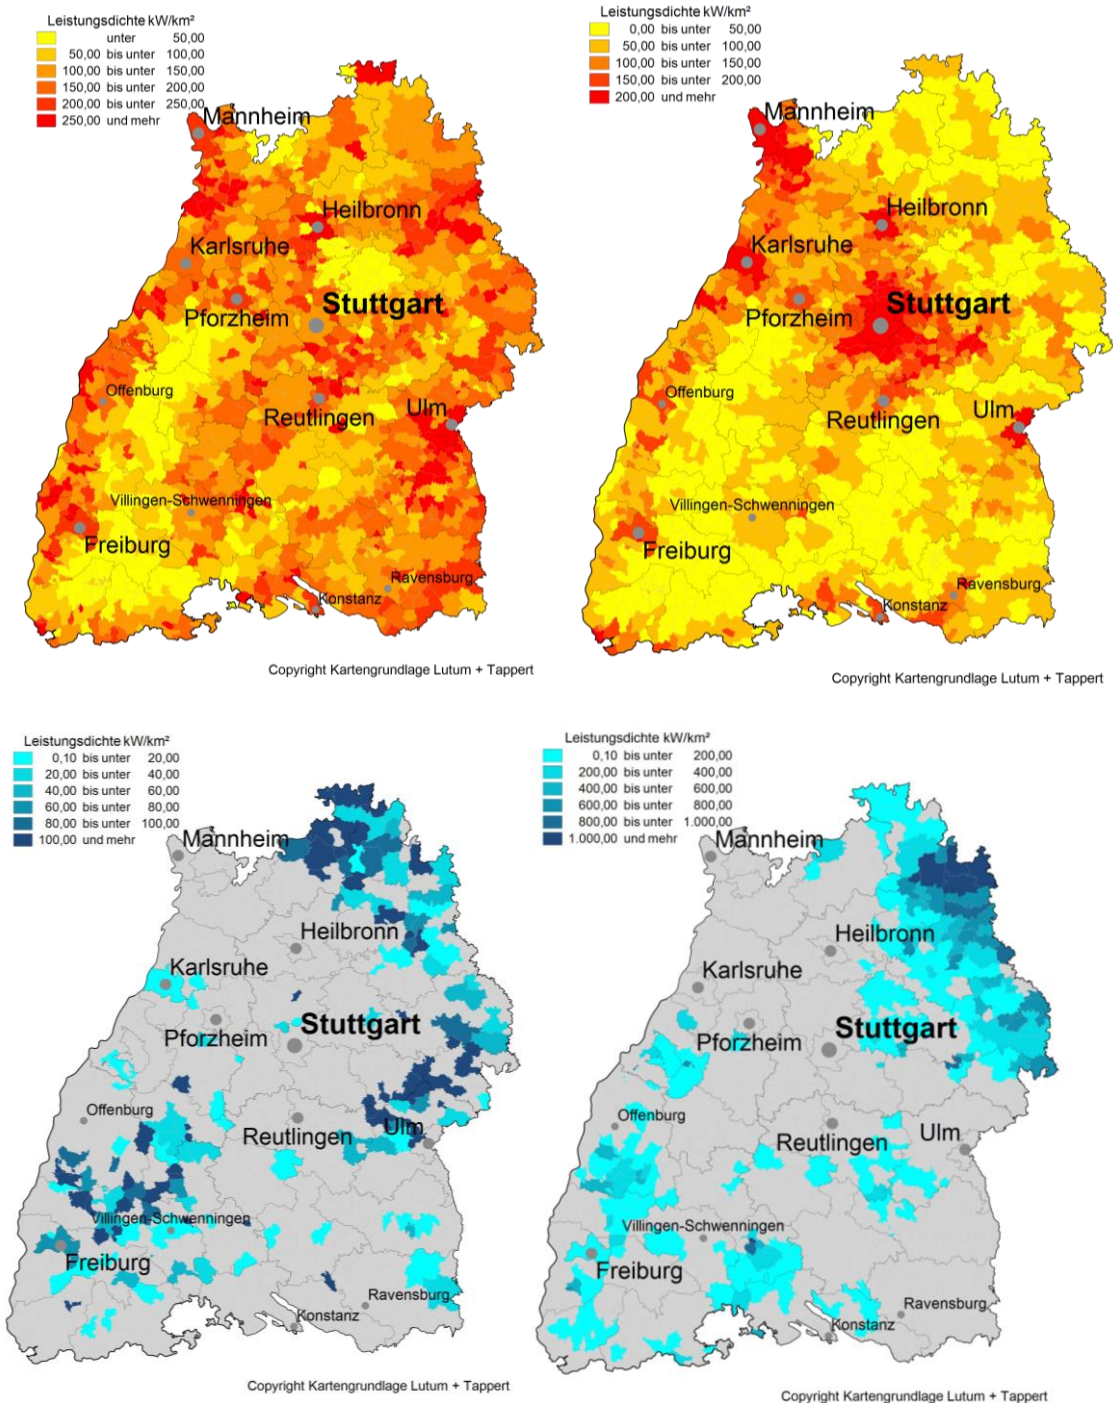 Leistungsdichte kW/km²
unter 50,00
50,00 bis unter 100,00
100,00 bis unter 150,00
150,00 bis unter 200,00
200,00 bis unter 250,00
250,00 und mehr
Mannheim
Heilbronn
Karlsruhe
Stuttgart
Pforzheim
Offenburg
Reutlingen
Ulm
Villingen-Schwenningen
Freiburg
Ravensburg
Konstanz
Copyright Kartengrundlage Lutum + Tappert
Leistungsdichte kW/km²
0,00 bis unter 50,00
50,00 bis unter 100,00
100,00 bis unter 150,00
150,00 bis unter 200,00
200,00 und mehr
Mannheim
Heilbronn
Karlsruhe
Stuttgart
Pforzheim
Offenburg
Reutlingen
Ulm
Villingen-Schwenningen
Freiburg
Ravensburg
Konstanz
Copyright Kartengrundlage Lutum + Tappert
Leistungsdichte kW/km²
0,10 bis unter 20,00
20,00 bis unter 40,00
40,00 bis unter 60,00
60,00 bis unter 80,00
80,00 bis unter 100,00
100,00 und mehr
Mannheim
Heilbronn
Karlsruhe
Stuttgart
Pforzheim
Offenburg
Reutlingen
Ulm
Villingen-Schwenningen
Freiburg
Ravensburg
Konstanz
Copyright Kartengrundlage Lutum + Tappert
Leistungsdichte kW/km²
0,10 bis unter 200,00
200,00 bis unter 400,00
400,00 bis unter 600,00
600,00 bis unter 800,00
800,00 bis unter 1.000,00
1.000,00 und mehr
Mannheim
Heilbronn
Karlsruhe
Stuttgart
Pforzheim
Offenburg
Reutlingen
Ulm
Villingen-Schwenningen
Freiburg
Ravensburg
Konstanz
Copyright Kartengrundlage Lutum + Tappert